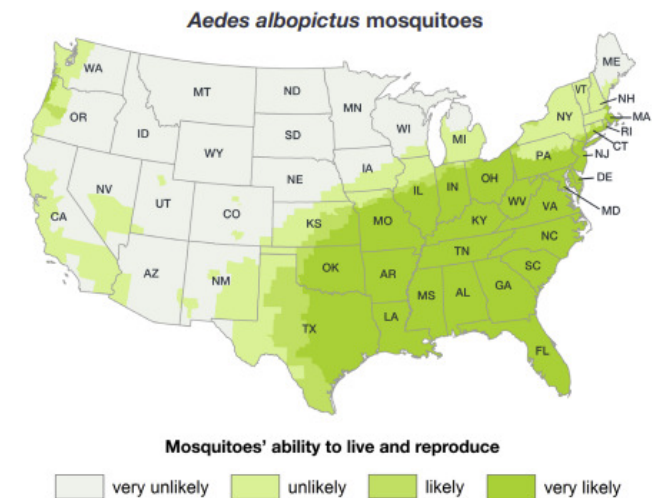 Aedes albopictus mosquitoes
WA
MT
ND
MN
ME
VT
NH
MA
RI
CT
NY
OR
ID
SD
WI
MI
WY
IA
PA
NJ
DE
MD
NE
NV
UT
CO
CA
IL
IN
OH
WV
VA
KS
MO
KY
NC
TN
AZ
NM
OK
AR
SC
MS
AL
GA
TX
LA
FL
Mosquitoes' ability to live and reproduce
very unlikely unlikely likely very likely